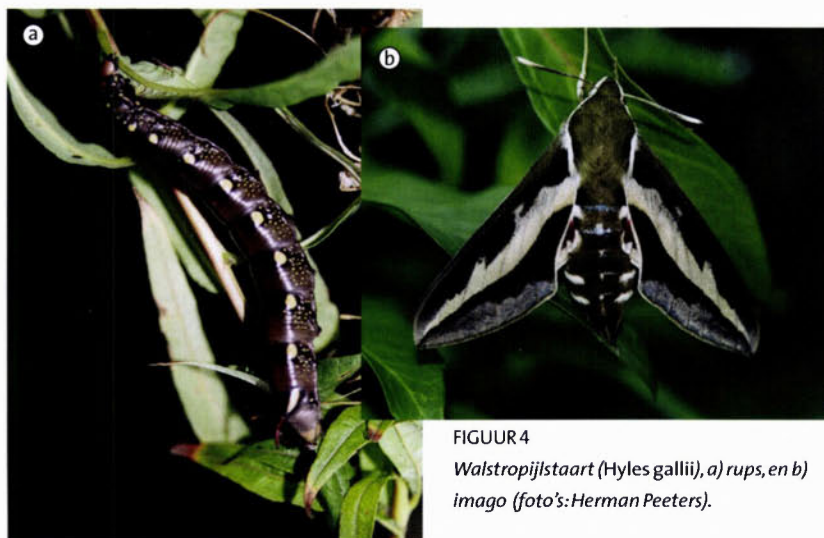 a
b
FIGUUR 4
Walstropijlstaart (Hyles gallii), a) rups, en b)
imago (foto's: Herman Peeters).